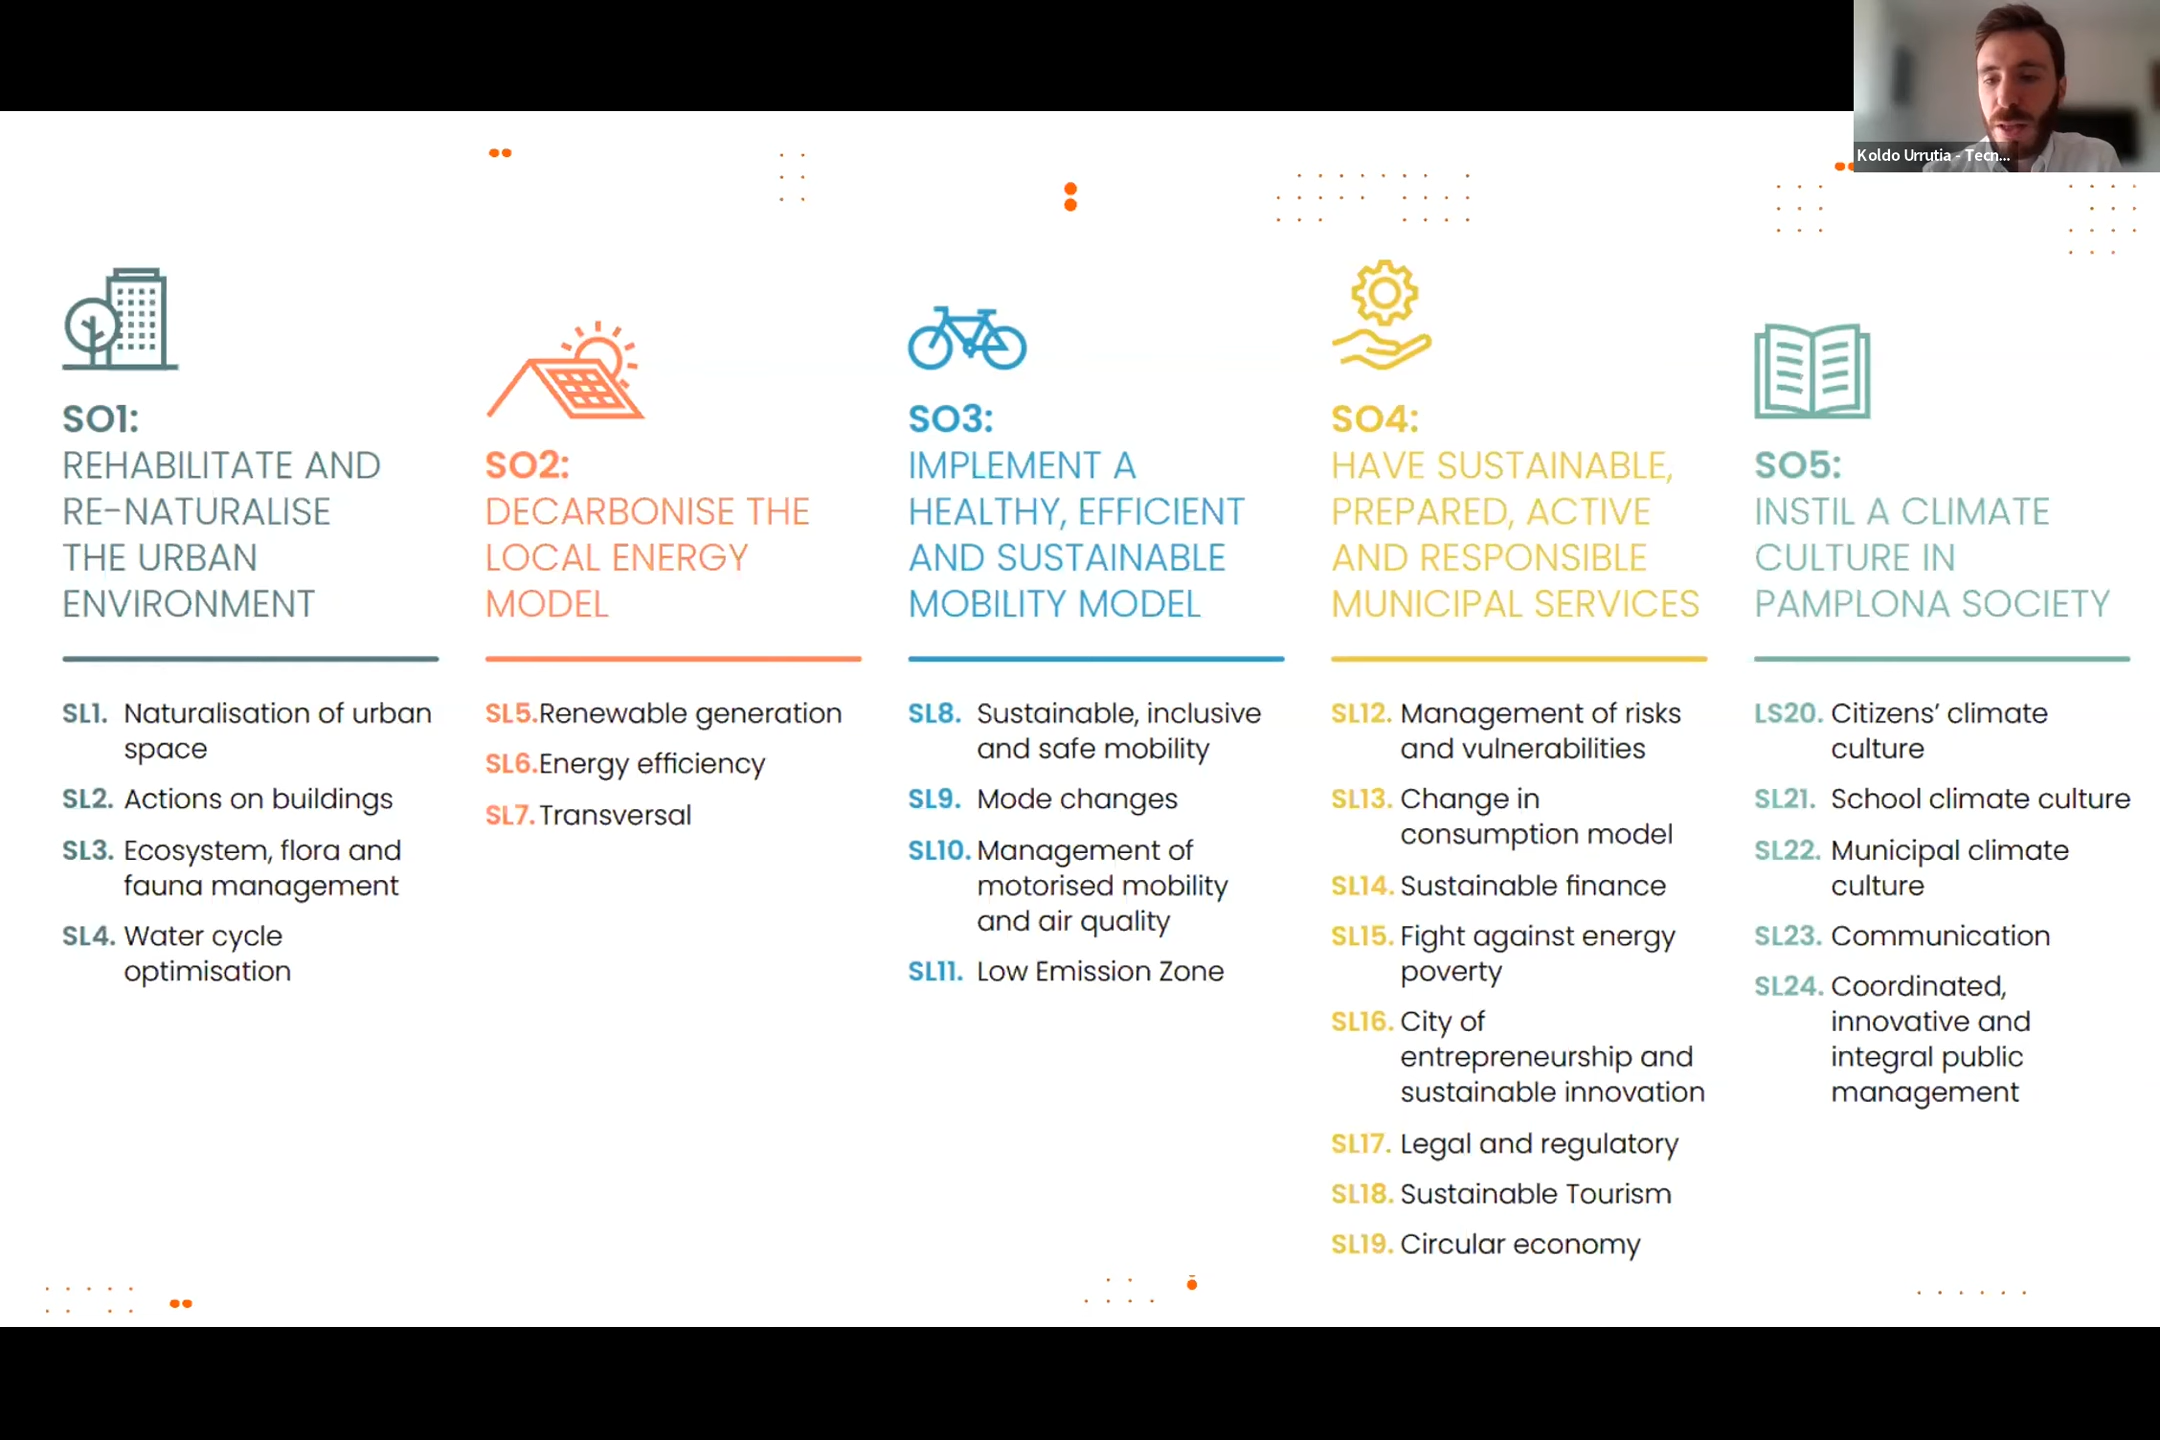 Koldo Urrutia - Tecn...
SO1:
REHABILITATE AND
RE-NATURALISE
THE URBAN
ENVIRONMENT
SL1. Naturalisation of urban
space
SL2. Actions on buildings
SL3. Ecosystem, flora and
fauna management
SL4. Water cycle
optimisation
SO2:
DECARBONISE THE
LOCAL ENERGY
MODEL
SL5. Renewable generation
SL6. Energy efficiency
SL7. Transversal
SO3:
IMPLEMENT A
HEALTHY, EFFICIENT
AND SUSTAINABLE
MOBILITY MODEL
SL8. Sustainable, inclusive
and safe mobility
SL9. Mode changes
SL10. Management of
motorised mobility
and air quality
SL11. Low Emission Zone
SO4:
HAVE SUSTAINABLE,
PREPARED, ACTIVE
AND RESPONSIBLE
MUNICIPAL SERVICES
SL12. Management of risks
and vulnerabilities
SL13. Change in
consumption model
SL14. Sustainable finance
SL15. Fight against energy
poverty
SL16. City of
entrepreneurship and
sustainable innovation
SL17. Legal and regulatory
SL18. Sustainable Tourism
SL19. Circular economy
SO5:
INSTIL A CLIMATE
CULTURE IN
PAMPLONA SOCIETY
LS20. Citizens' climate
culture
SL21. School climate culture
SL22. Municipal climate
culture
SL23. Communication
SL24. Coordinated,
innovative and
integral public
management